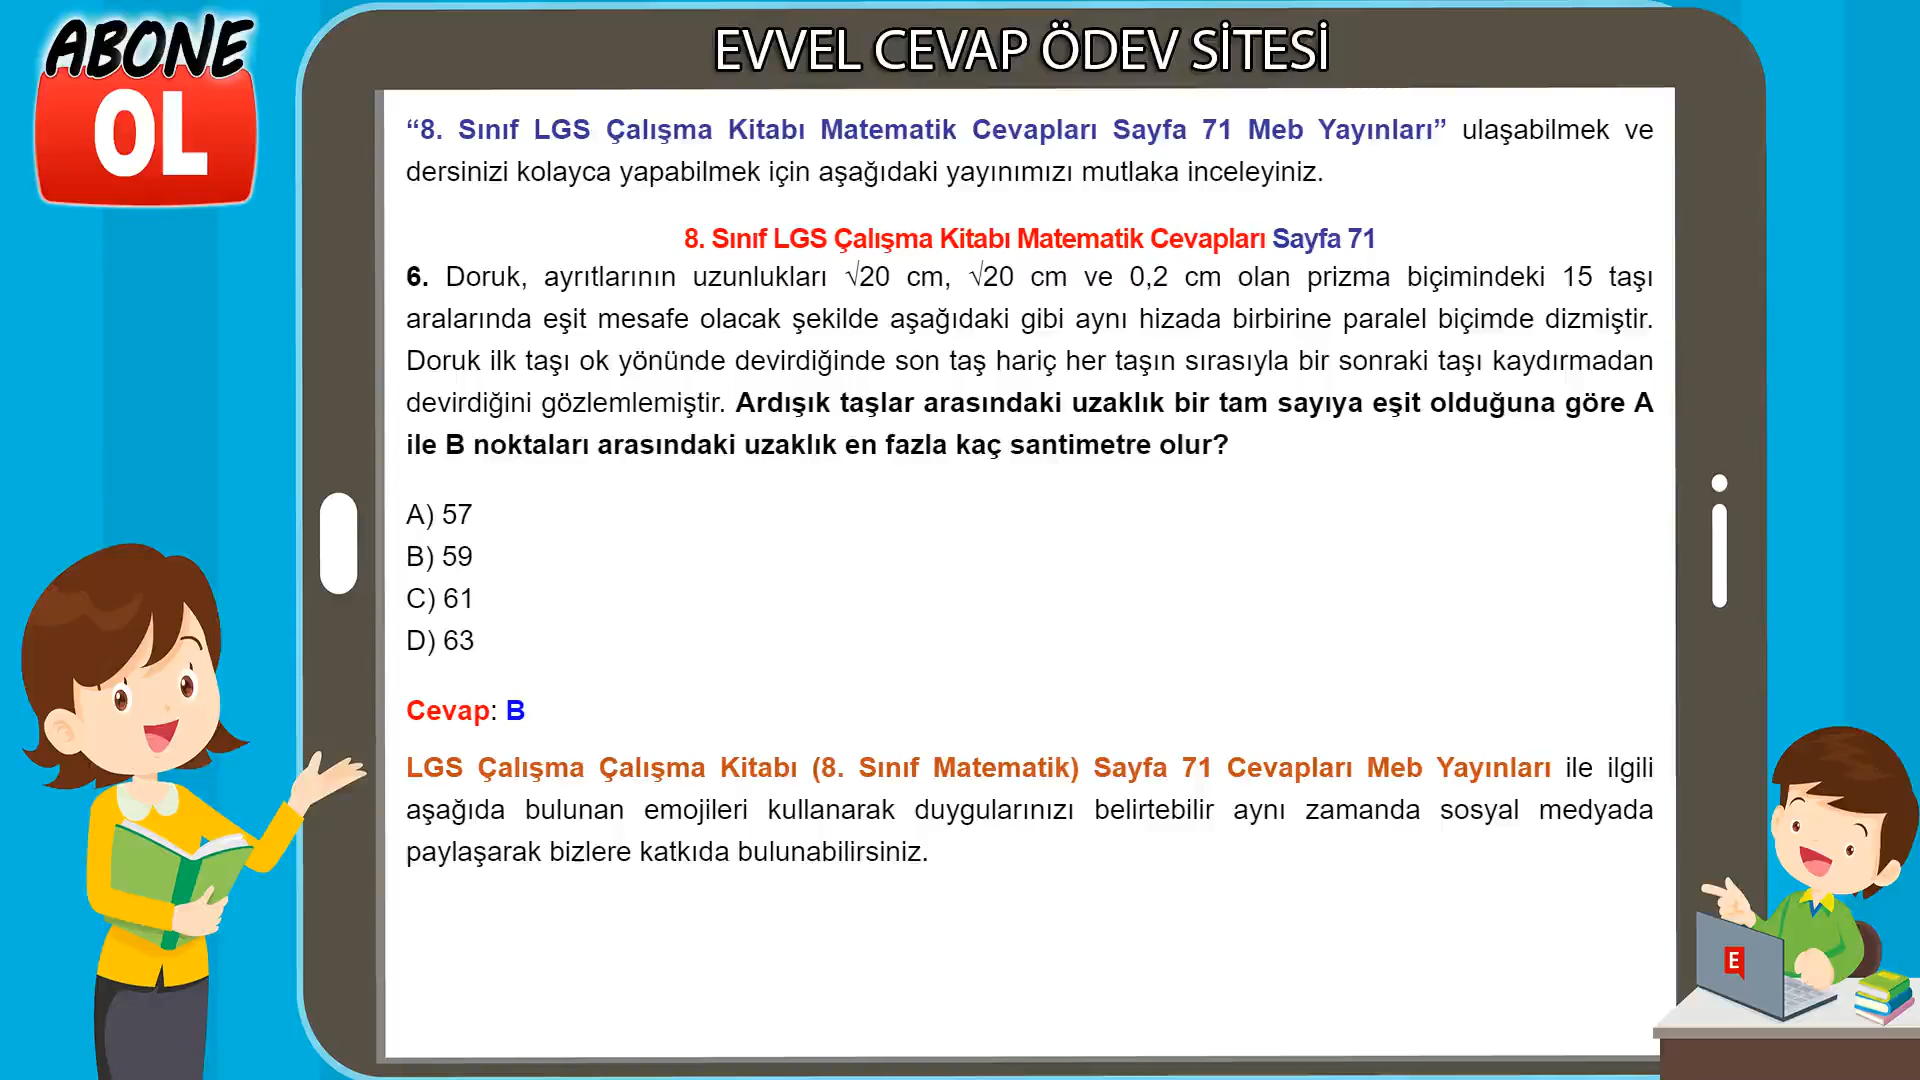 ABONE
OL
EVVEL CEVAP ÖDEV SİTESİ
“8. Sınıf LGS Çalışma Kitabı Matematik Cevapları Sayfa 71 Meb Yayınları” ulaşabilmek ve
dersinizi kolayca yapabilmek için aşağıdaki yayınımızı mutlaka inceleyiniz.
8. Sınıf LGS Çalışma Kitabı Matematik Cevapları Sayfa 71
6. Doruk, ayrıtlarının uzunlukları √20 cm, √20 cm ve 0,2 cm olan prizma biçimindeki 15 taşı
aralarında eşit mesafe olacak şekilde aşağıdaki gibi aynı hizada birbirine paralel biçimde dizmiştir.
Doruk ilk taşı ok yönünde devirdiğinde son taş hariç her taşın sırasıyla bir sonraki taşı kaydırmadan
devirdiğini gözlemlemiştir. Ardışık taşlar arasındaki uzaklık bir tam sayıya eşit olduğuna göre A
ile B noktaları arasındaki uzaklık en fazla kaç santimetre olur?
A) 57
B) 59
C) 61
D) 63
Cevap: B
LGS Çalışma Çalışma Kitabı (8. Sınıf Matematik) Sayfa 71 Cevapları Meb Yayınları ile ilgili
aşağıda bulunan emojileri kullanarak duygularınızı belirtebilir aynı zamanda sosyal medyada
paylaşarak bizlere katkıda bulunabilirsiniz.
E